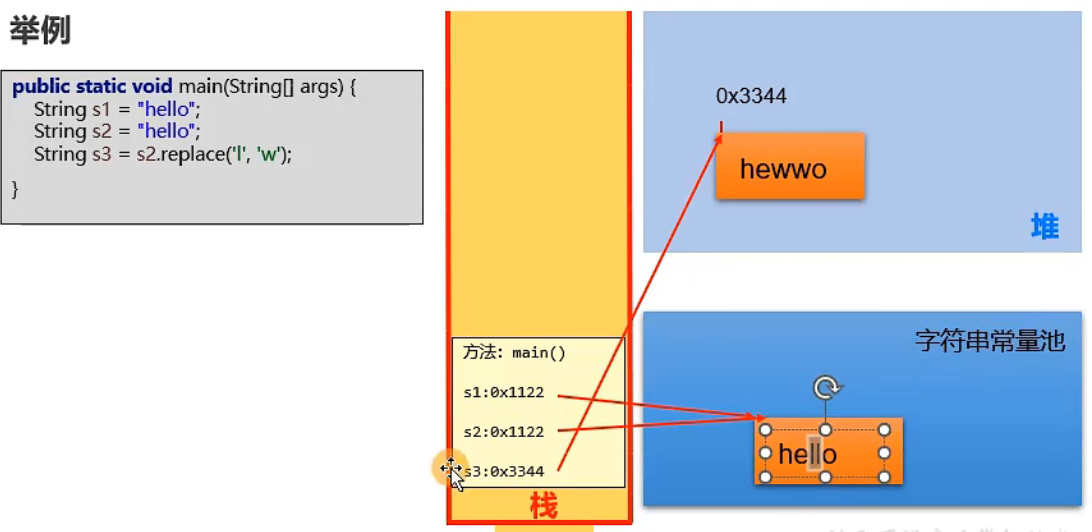 举例
public static void main(String[] args) {
String s1 = "hello";
String s2 = "hello";
String s3 = s2.replace('l', 'w');
}
0x3344
hewwo
堆
字符串常量池
方法: main()
s1:0x1122
s2:0x1122
hello
s3:0x3344
栈